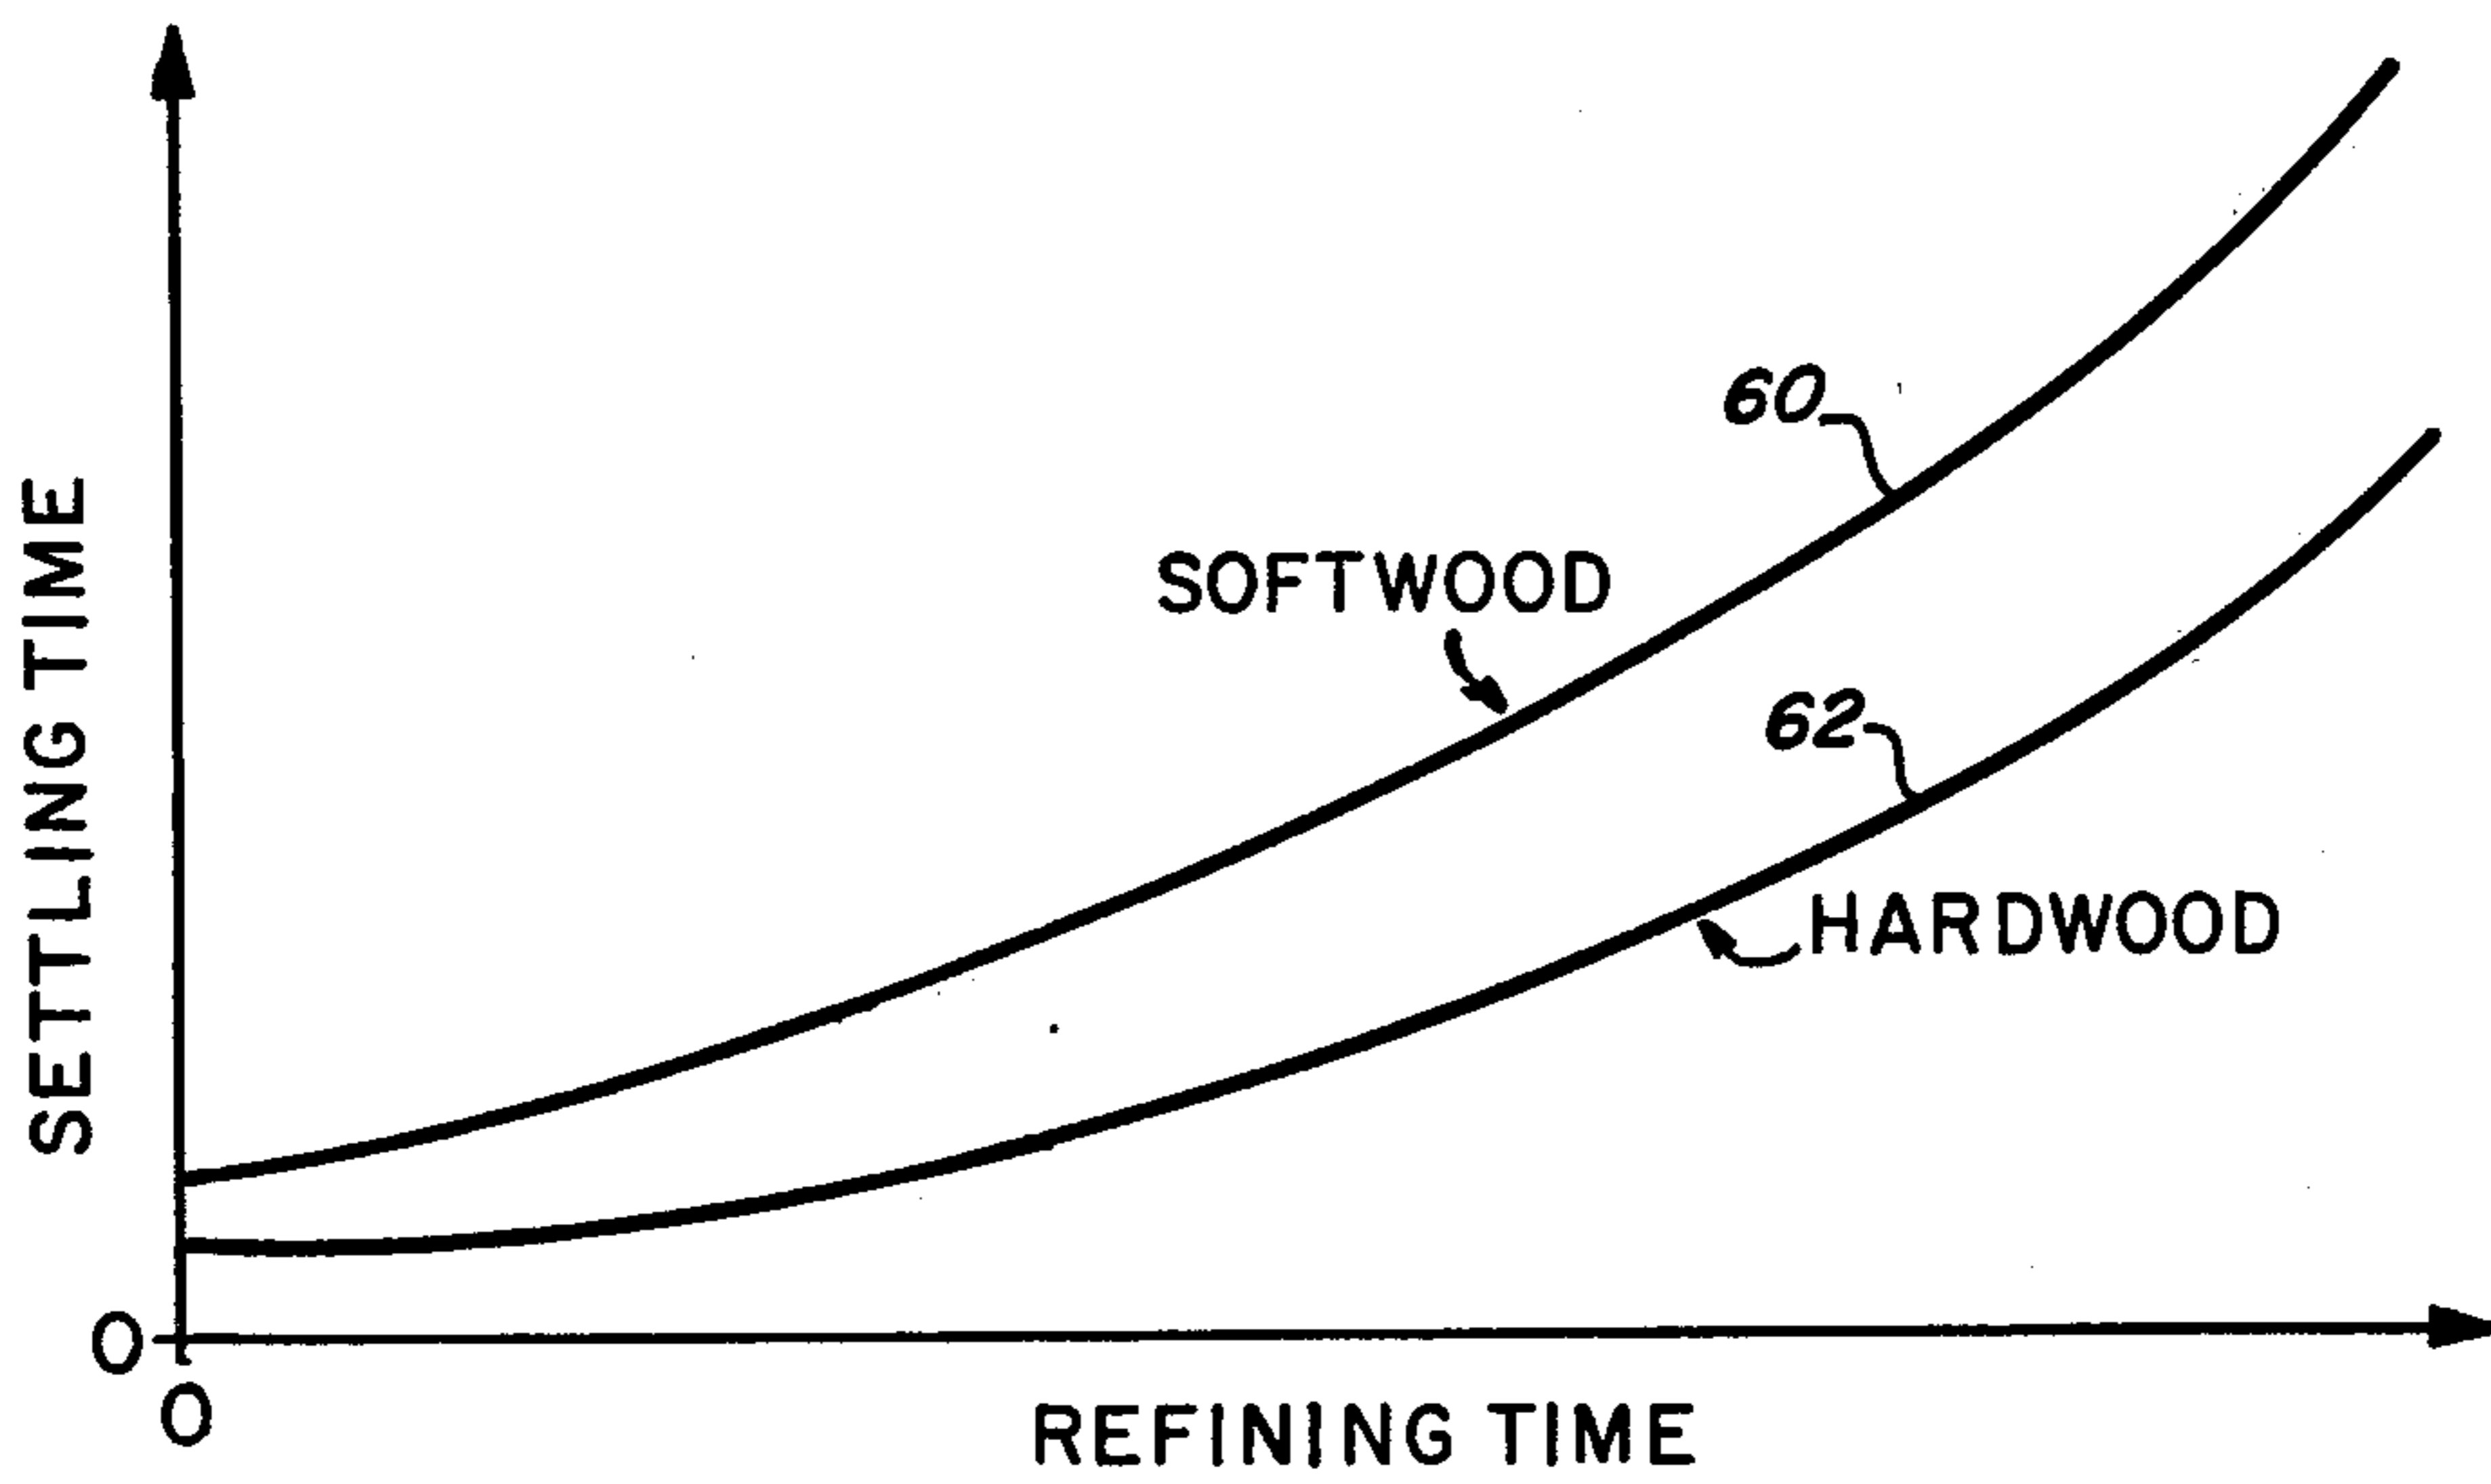 60
SOFTWOOD
62
HARDWOOD
SETTLING TIME
0
0
REFINING TIME